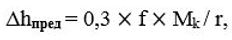 Δhпред = 0,3 × f × Mk / r,